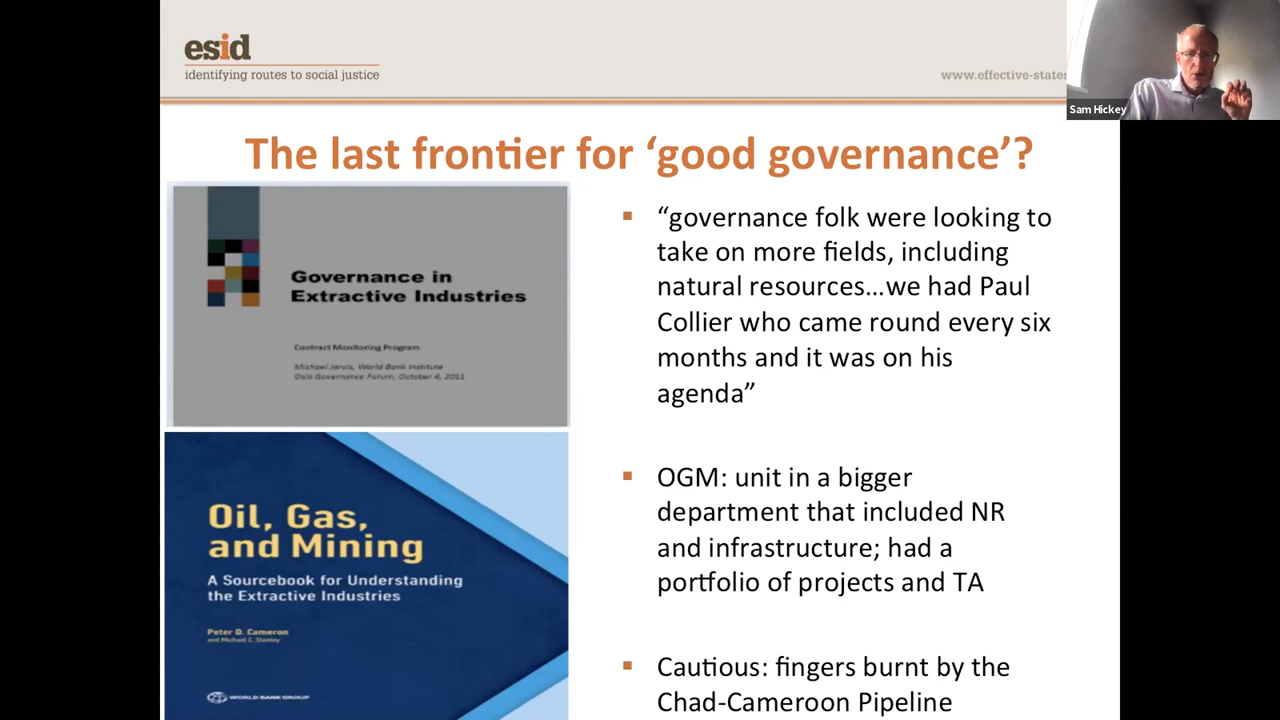 esid
identifying routes to social justice
www.effective-states
Sam Hickey
The last frontier for ‘good governance’?
Governance in
Extractive Industries
Contract Monitoring Program
Michael Jarvis, World Bank Institute
Oslo Governance Forum, October 4, 2011
Oil, Gas,
and Mining
A Sourcebook for Understanding
the Extractive Industries
Peter D. Cameron
and Michael C. Stanley
WORLD BANK GROUP
“governance folk were looking to
take on more fields, including
natural resources…we had Paul
Collier who came round every six
months and it was on his
agenda”
OGM: unit in a bigger
department that included NR
and infrastructure; had a
portfolio of projects and TA
Cautious: fingers burnt by the
Chad-Cameroon Pipeline